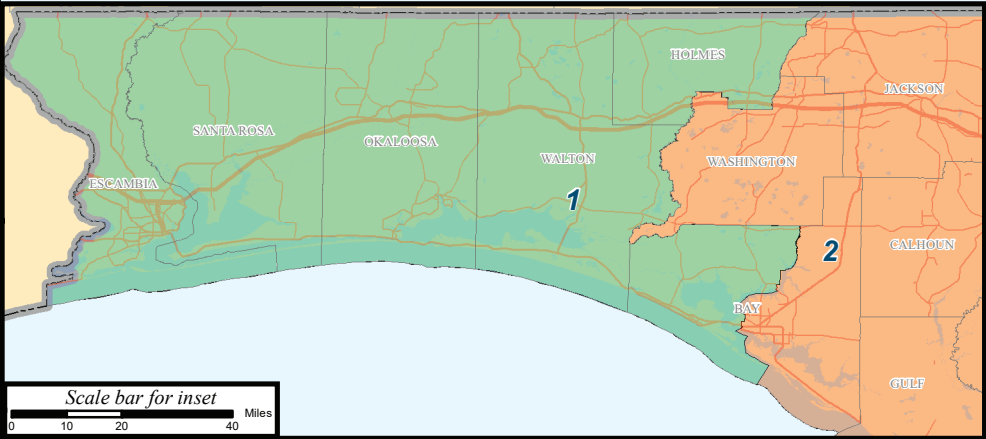 HOLMES
JACKSON
SANTA ROSA
OKALOOSA
WALTON
WASHINGTON
ESCAMBIA
1
2
CALHOUN
BAY
GULF
Scale bar for inset
Miles
0 10 20 40